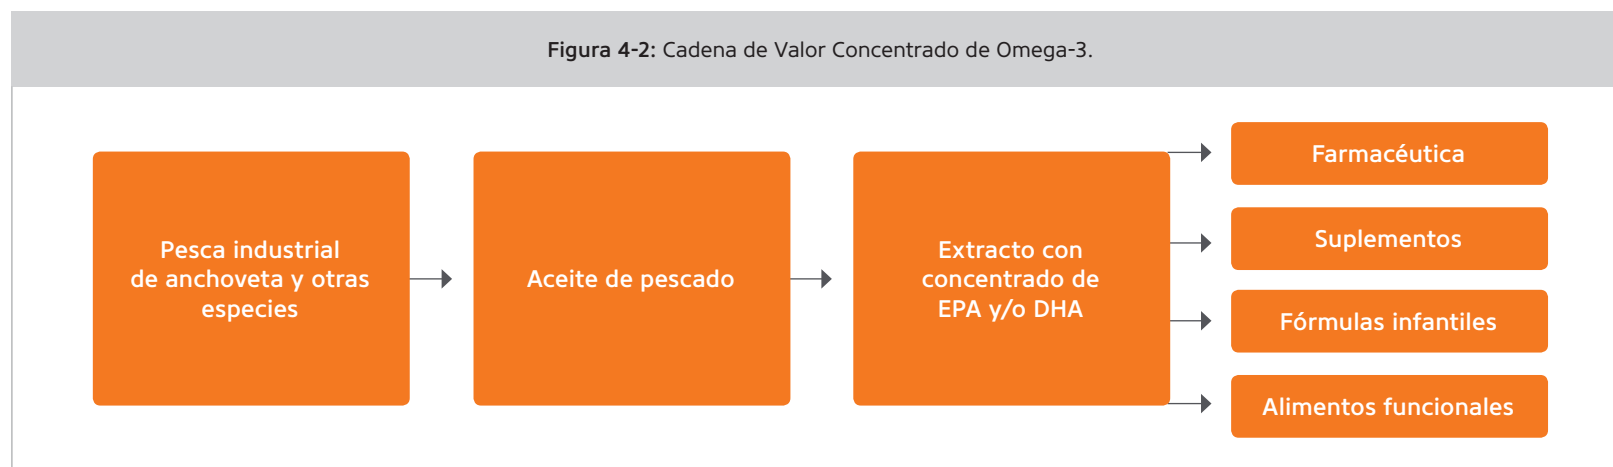 Figura 4-2: Cadena de Valor Concentrado de Omega-3.
Pesca industrial
de anchoveta y otras
especies
Aceite de pescado
Extracto con
concentrado de
EPA y/o DHA
Farmacéutica
Suplementos
Fórmulas infantiles
Alimentos funcionales